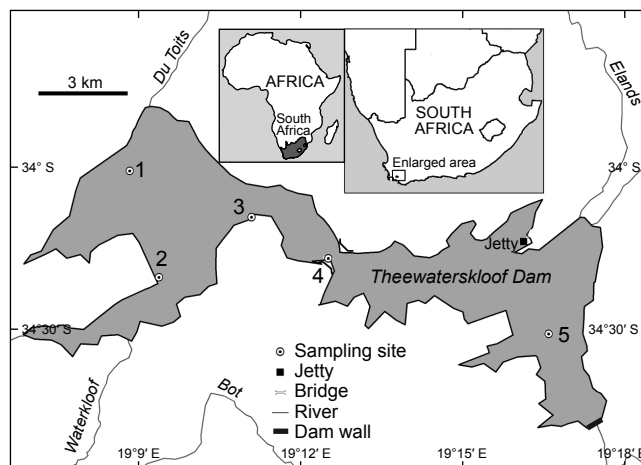 Du Toits
Elands
3 km
AFRICA
South
Africa
SOUTH
AFRICA
Enlarged area
34° S
34° S
1
2
3
4
5
Jetty
Theewaterskloof Dam
34°30' S
34°30' S
Sampling site
Jetty
Bridge
River
Dam wall
Waterkloof
Bot
19°9' E
19°12' E
19°15' E
19°18' E